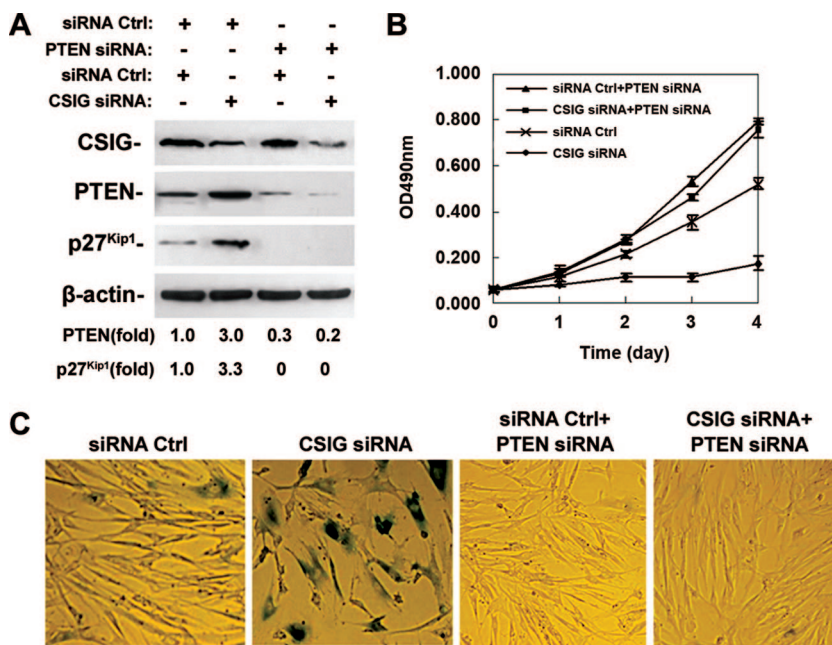 A
siRNA Ctrl: + + - -
PTEN siRNA: - - + +
siRNA Ctrl: + - + -
CSIG siRNA: - + - +
CSIG-
PTEN-
p27Kip1-
β-actin-
PTEN(fold) 1.0 3.0 0.3 0.2
p27Kip1(fold) 1.0 3.3 0 0
B
1.000
0.800
0.600
0.400
0.200
0.000
OD490nm
siRNA Ctrl+PTEN siRNA
CSIG siRNA+PTEN siRNA
siRNA Ctrl
CSIG siRNA
0 1 2 3 4
Time (day)
C
siRNA Ctrl
CSIG siRNA
siRNA Ctrl+
PTEN siRNA
CSIG siRNA+
PTEN siRNA